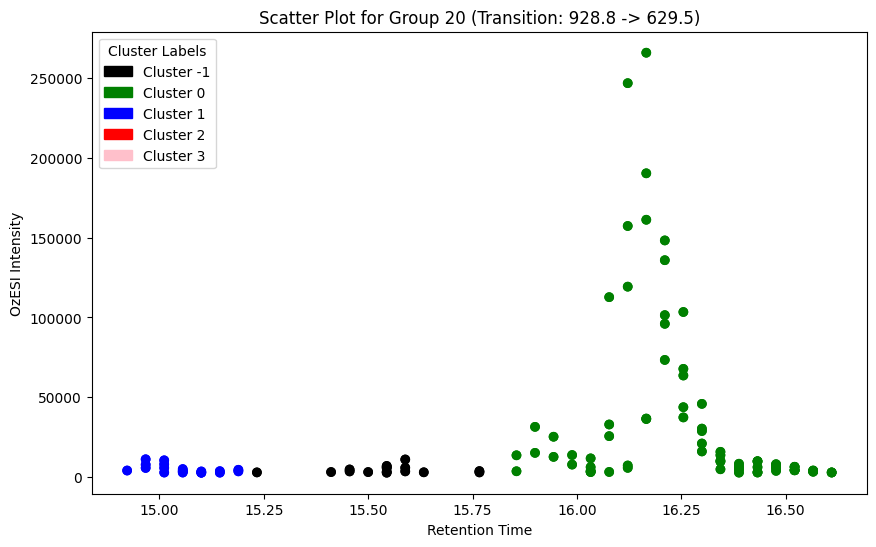 Scatter Plot for Group 20 (Transition: 928.8 -> 629.5)
Cluster Labels
Cluster -1
Cluster 0
Cluster 1
Cluster 2
Cluster 3
250000
200000
150000
100000
50000
0
OzESI Intensity
15.00 15.25 15.50 15.75 16.00 16.25 16.50
Retention Time